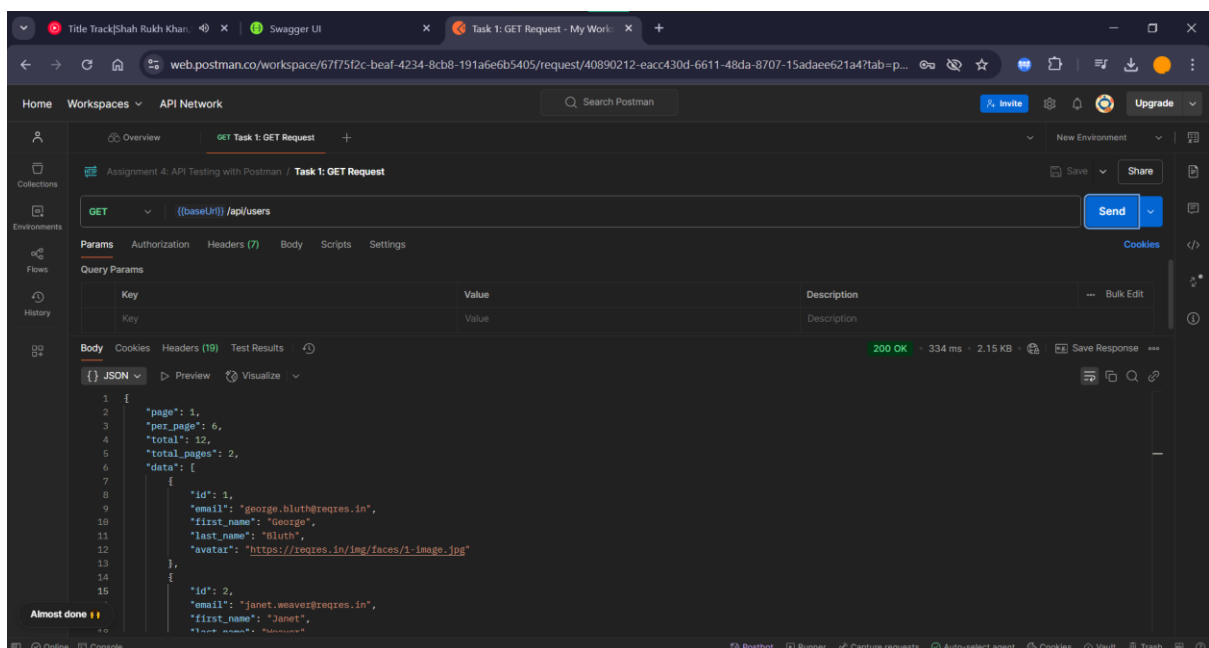 Title Track|Shah Rukh Khan,
Swagger UI
Task 1: GET Request - My Work
web.postman.co/workspace/67f75f2c-beaf-4234-8cb8-191a6e6b5405/request/40890212-eacc430d-6611-48da-8707-15adaee621a4?tab=p...
Home Workspaces API Network Search Postman Invite Upgrade
Overview GET Task 1: GET Request New Environment
Collections Assignment 4: API Testing with Postman / Task 1: GET Request Save Share
Environments GET {{baseUrl}} /api/users Send
Flows Params Authorization Headers (7) Body Scripts Settings Cookies
Query Params
Key Value Description Bulk Edit
History Key Value Description
Body Cookies Headers (19) Test Results 200 OK 334 ms 2.15 KB Save Response
{} JSON Preview Visualize
1 {
2 "page": 1,
3 "per_page": 6,
4 "total": 12,
5 "total_pages": 2,
6 "data": [
7 {
8 "id": 1,
9 "email": "george.bluth@reqres.in",
10 "first_name": "George",
11 "last_name": "Bluth",
12 "avatar": "https://reqres.in/img/faces/1-image.jpg"
13 },
14 {
15 "id": 2,
"email": "janet.weaver@reqres.in",
Almost done "first_name": "Janet",
"last_name": "Weaver"
Online Console Postbot Runner Capture requests Auto-select agent Cookies Vault Trash